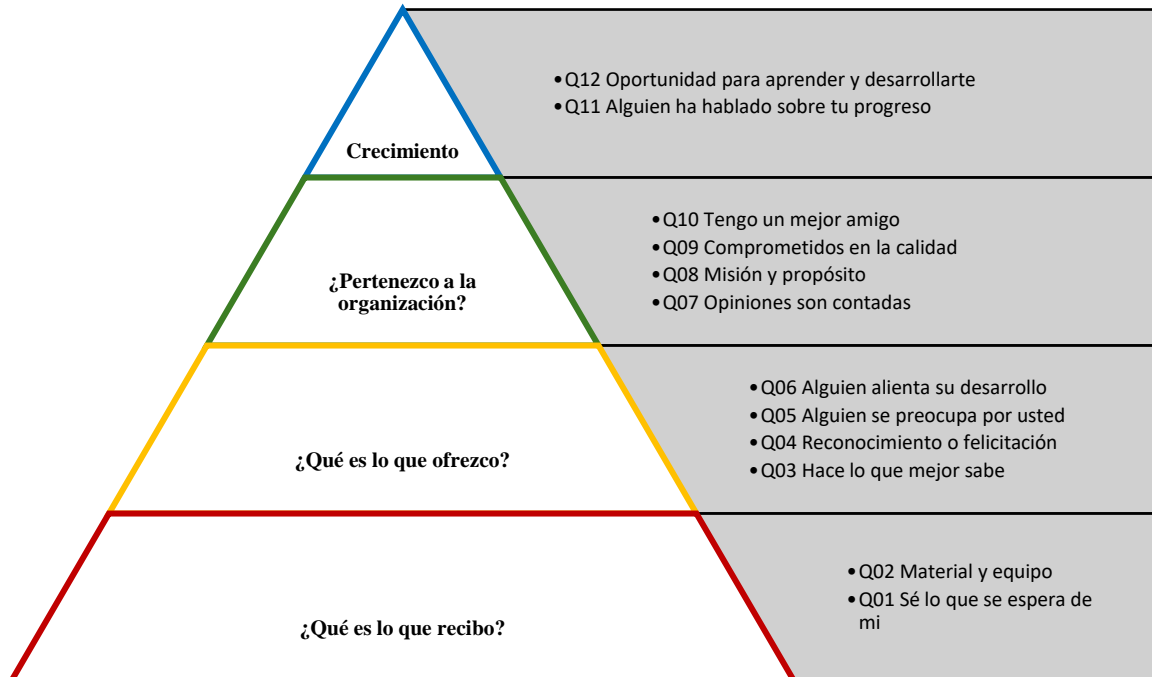 •Q12 Oportunidad para aprender y desarrollarte
•Q11 Alguien ha hablado sobre tu progreso
Crecimiento
•Q10 Tengo un mejor amigo
•Q09 Comprometidos en la calidad
•Q08 Misión y propósito
•Q07 Opiniones son contadas
¿Pertenezco a la
organización?
•Q06 Alguien alienta su desarrollo
•Q05 Alguien se preocupa por usted
•Q04 Reconocimiento o felicitación
•Q03 Hace lo que mejor sabe
¿Qué es lo que ofrezco?
•Q02 Material y equipo
•Q01 Sé lo que se espera de
mi
¿Qué es lo que recibo?